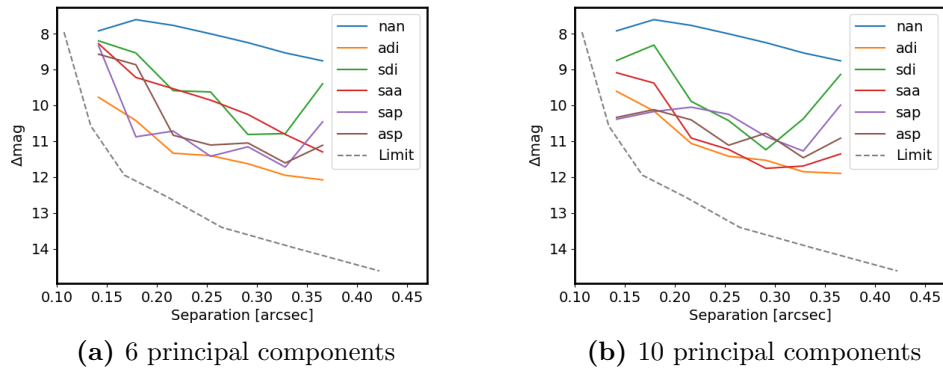 8
9
10
11
12
13
14
Δmag
0.10 0.15 0.20 0.25 0.30 0.35 0.40 0.45
Separation [arcsec]
nan
adi
sdi
saa
sap
asp
Limit
(a) 6 principal components
8
9
10
11
12
13
14
Δmag
0.10 0.15 0.20 0.25 0.30 0.35 0.40 0.45
Separation [arcsec]
nan
adi
sdi
saa
sap
asp
Limit
(b) 10 principal components